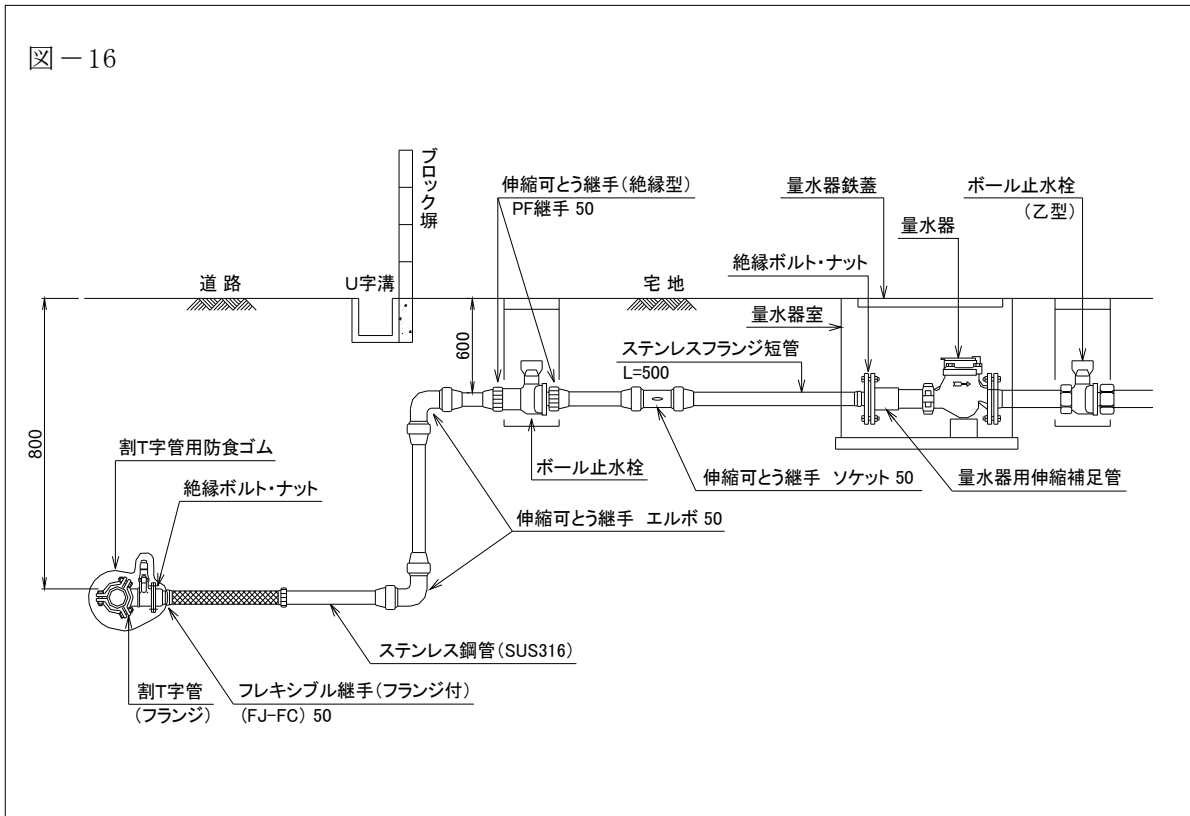 図－16
ブロック塀
伸縮可とう継手(絶縁型)
PF継手 50
量水器鉄蓋
ボール止水栓
(乙型)
量水器
絶縁ボルト・ナット
道 路
U字溝
宅 地
量水器室
600
ステンレスフランジ短管
L=500
800
割T字管用防食ゴム
絶縁ボルト・ナット
ボール止水栓
伸縮可とう継手 ソケット 50
量水器用伸縮補足管
伸縮可とう継手 エルボ 50
ステンレス鋼管(SUS316)
割T字管
(フランジ)
フレキシブル継手(フランジ付)
(FJ-FC) 50